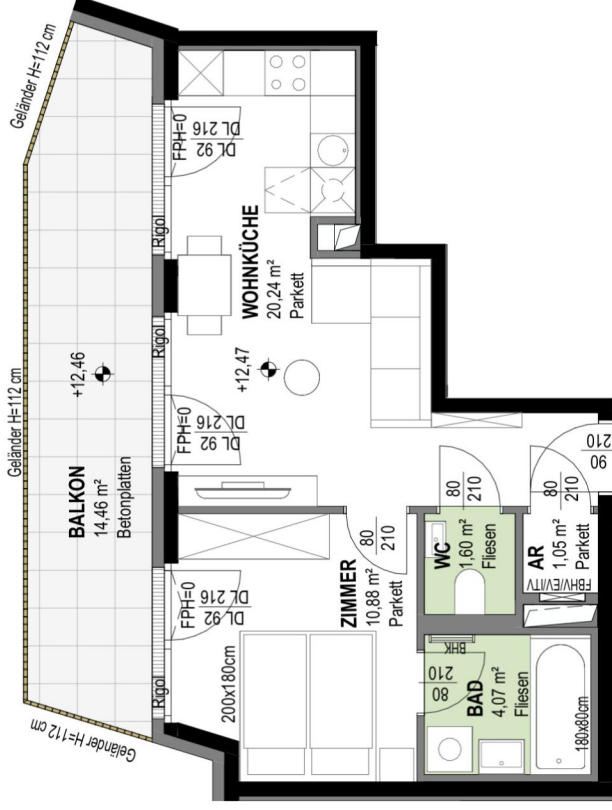 Geländer H=112 cm
Geländer H=112 cm
Geländer H=112 cm
BALKON
14,46 m²
Betonplatten
+12,46
Rigol
Rigol
Rigol
FPH=0
DL 92
DL 216
FPH=0
DL 92
DL 216
FPH=0
DL 92
DL 216
WOHNKÜCHE
20,24 m²
Parkett
+12,47
ZIMMER
10,88 m²
Parkett
80
210
200x180cm
WC
1,60 m²
Fliesen
80
210
AR
1,05 m²
Parkett
FBHV/EV/ITV
80
210
90
210
BAD
4,07 m²
Fliesen
BHK
80
210
180x80cm